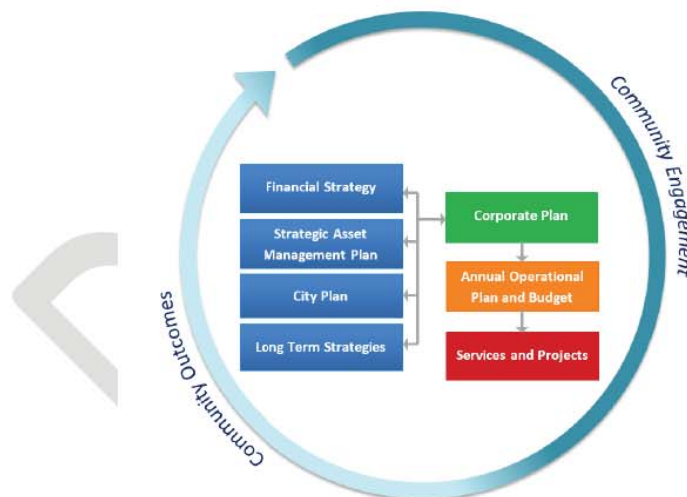 Community Engagement
Financial Strategy
Strategic Asset
Management Plan
City Plan
Long Term Strategies
Corporate Plan
Annual Operational
Plan and Budget
Services and Projects
Community Outcomes